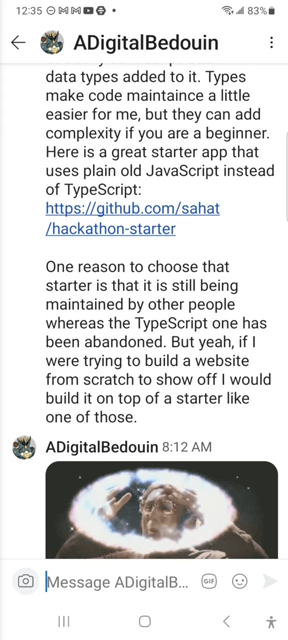 12:35
83%
ADigitalBedouin
data types added to it. Types
make code maintaince a little
easier for me, but they can add
complexity if you are a beginner.
Here is a great starter app that
uses plain old JavaScript instead
of TypeScript:
https://github.com/sahat
/hackathon-starter
One reason to choose that
starter is that it is still being
maintained by other people
whereas the TypeScript one has
been abandoned. But yeah, if I
were trying to build a website
from scratch to show off I would
build it on top of a starter like
one of those.
ADigitalBedouin 8:12 AM
Message ADigitalB...
GIF